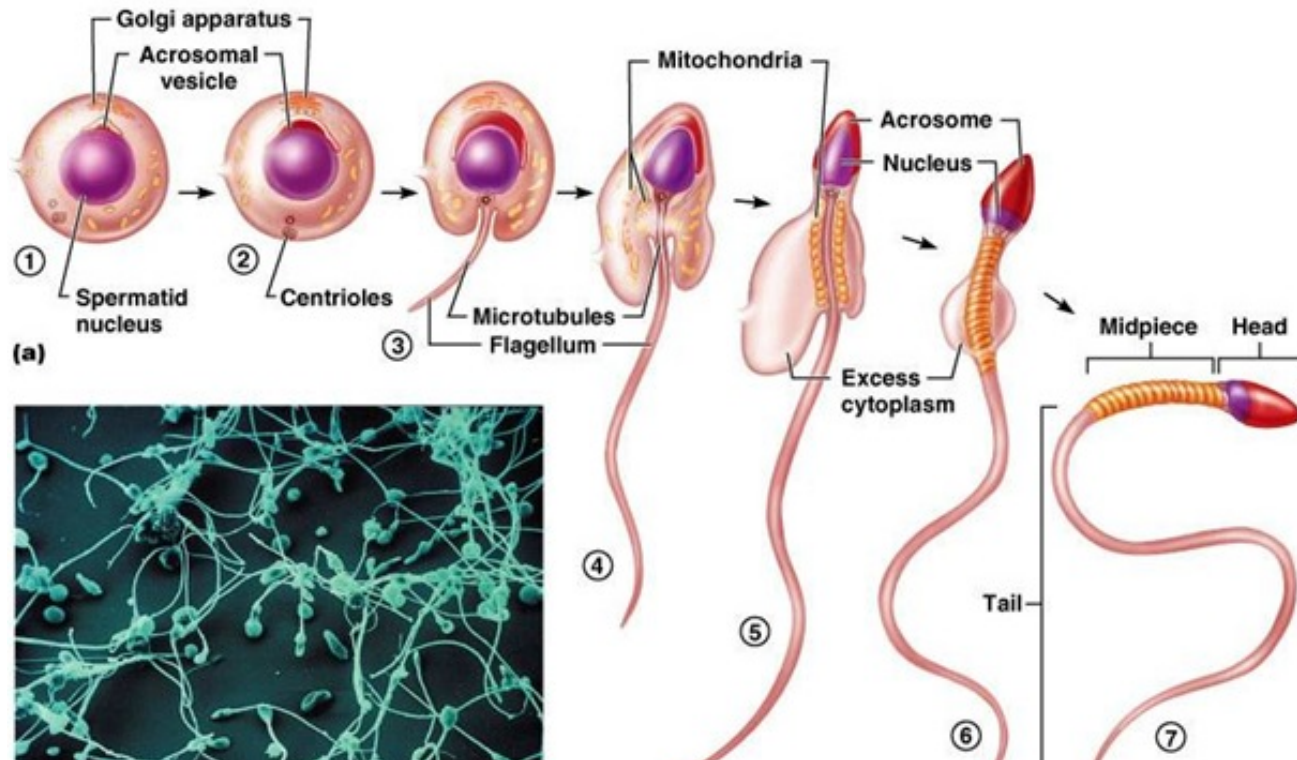 Golgi apparatus
Acrosomal
vesicle
Mitochondria
Acrosome
Nucleus
①
②
Spermatid
nucleus
Centrioles
Microtubules
③
Flagellum
(a)
Excess
cytoplasm
Midpiece
Head
④
⑤
Tail
⑥
⑦